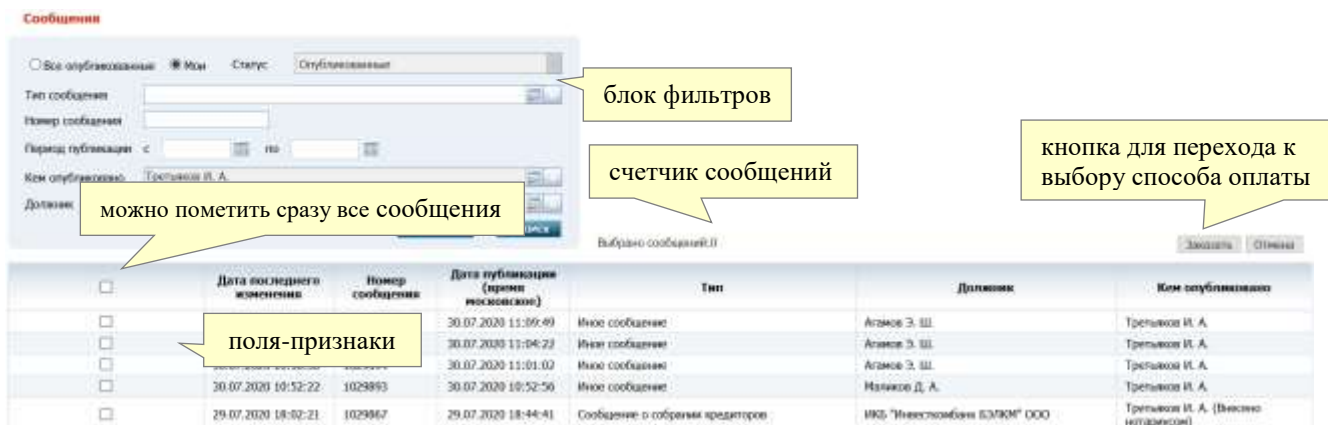 Сообщения
Все опубликованные Мои Статус Опубликованные
Тип сообщения
блок фильтров
Номер сообщения
Период публикации с по
кнопка для перехода к
выбору способа оплаты
счетчик сообщений
Кем опубликовано Третьяков И. А.
Должник
можно пометить сразу все сообщения
Выбрано сообщений:0
Заказать Отмена
Дата последнего изменения
Номер сообщения
Дата публикации (время московское)
Тип
Должник
Кем опубликовано
поля-признаки
30.07.2020 11:09:49 Иное сообщение Агамов Э. Ш. Третьяков И. А.
30.07.2020 11:04:22 Иное сообщение Агамов Э. Ш. Третьяков И. А.
30.07.2020 11:01:02 Иное сообщение Агамов Э. Ш. Третьяков И. А.
30.07.2020 10:52:22 1029893 30.07.2020 10:52:56 Иное сообщение Маликов Д. А. Третьяков И. А.
29.07.2020 18:02:21 1029867 29.07.2020 18:44:41 Сообщение о собрании кредиторов ИКБ "Инвесткомбанк БЭЛКМ" ООО Третьяков И. А. (Внесено
нотариусом)